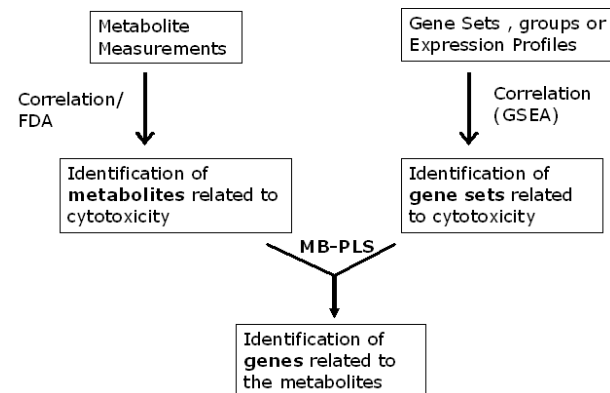 Metabolite
Measurements
Gene Sets , groups or
Expression Profiles
Correlation/
FDA
Correlation
(GSEA)
Identification of
metabolites related to
cytotoxicity
Identification of
gene sets related
to cytotoxicity
MB-PLS
Identification of
genes related to
the metabolites